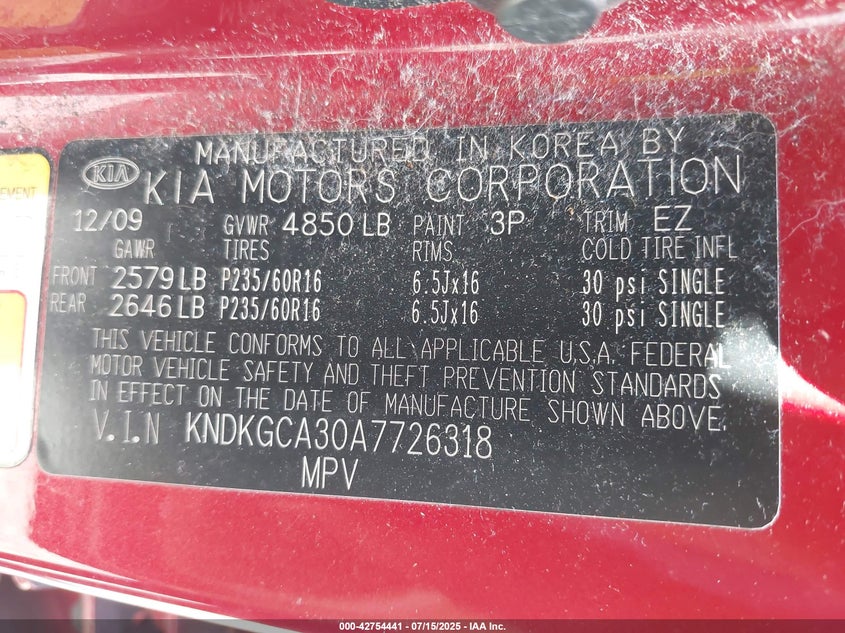 MANUFACTURED IN KOREA BY
KIA KIA MOTORS CORPORATION
12/09 GVWR 4850 LB PAINT 3P TRIM EZ
GAWR TIRES RIMS COLD TIRE INFL
FRONT 2579 LB P235/60R16 6.5Jx16 30 psi SINGLE
REAR 2646 LB P235/60R16 6.5Jx16 30 psi SINGLE
THIS VEHICLE CONFORMS TO ALL APPLICABLE U.S.A. FEDERAL
MOTOR VEHICLE SAFETY AND THEFT PREVENTION STANDARDS
IN EFFECT ON THE DATE OF MANUFACTURE SHOWN ABOVE.
V.I.N KNDKGCA30A7726318
MPV
000-42754441 - 07/15/2025 - IAA Inc.